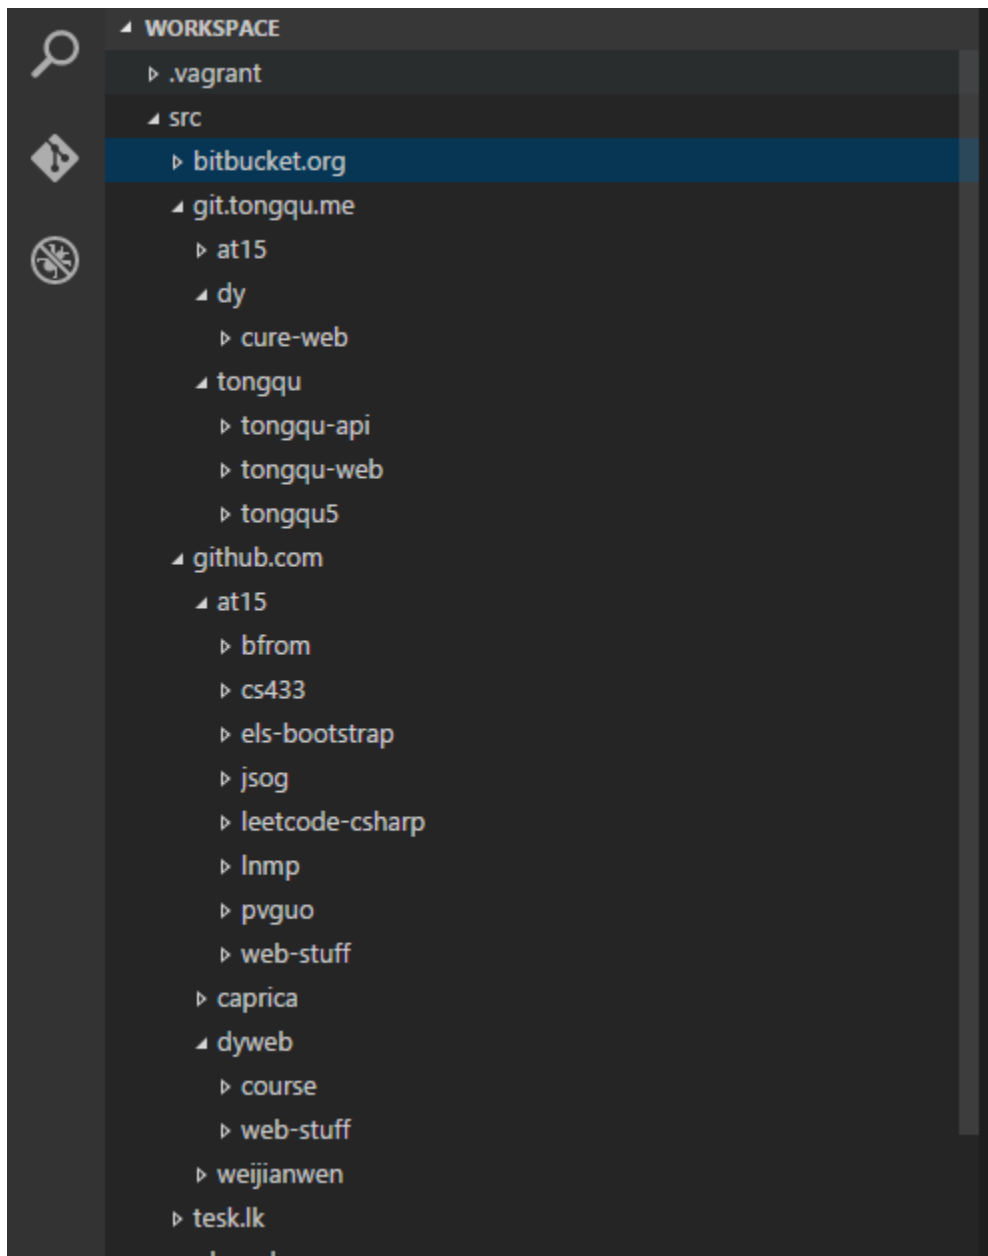 WORKSPACE
.vagrant
src
bitbucket.org
git.tongqu.me
at15
dy
cure-web
tongqu
tongqu-api
tongqu-web
tongqu5
github.com
at15
bfrom
cs433
els-bootstrap
jsog
leetcode-csharp
lnmp
pvguo
web-stuff
caprica
dyweb
course
web-stuff
weijianwen
tesk.lk